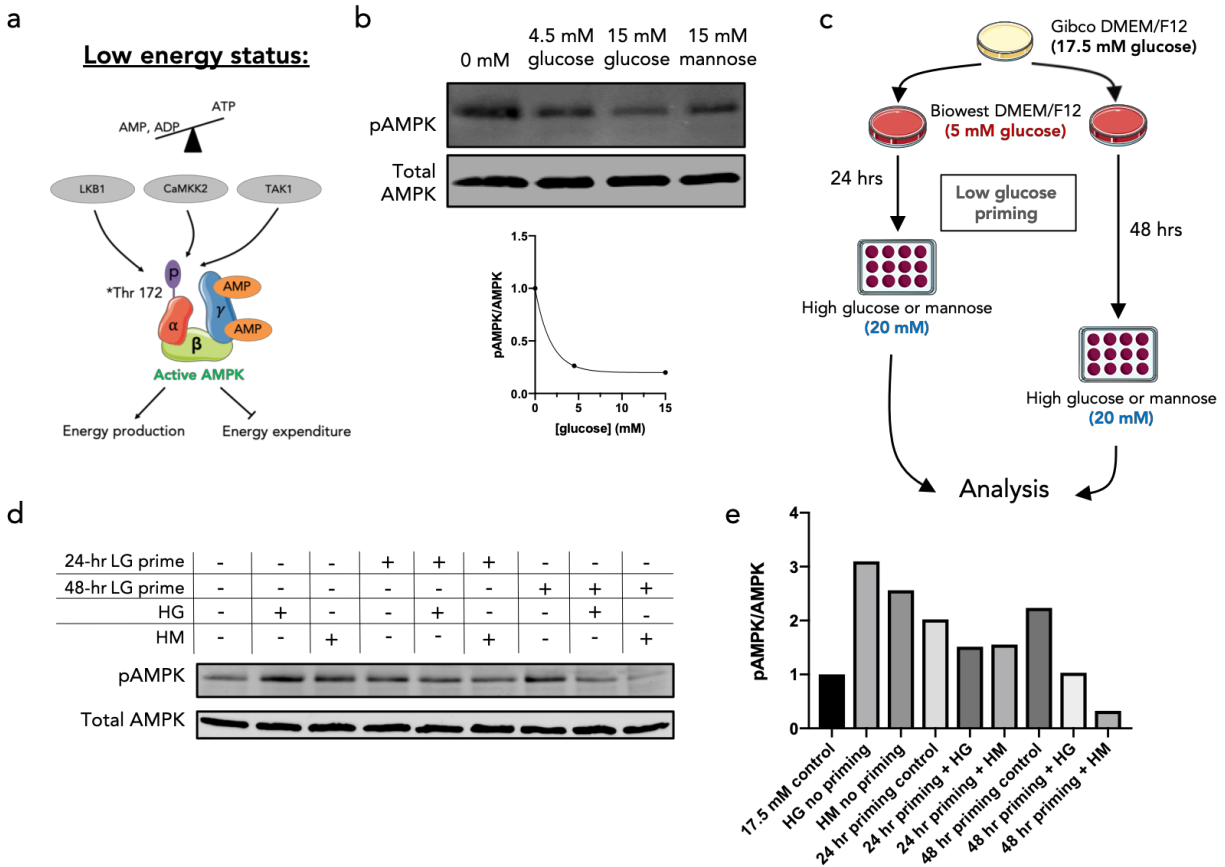 a
Low energy status:
ATP
AMP, ADP
LKB1
CaMKK2
TAK1
p
*Thr 172
AMP
γ
α
AMP
β
Active AMPK
Energy production
Energy expenditure
b
0 mM
4.5 mM
glucose
15 mM
glucose
15 mM
mannose
pAMPK
Total
AMPK
1.5
1.0
0.5
0.0
pAMPK/AMPK
0 5 10 15
[glucose] (mM)
c
Gibco DMEM/F12
(17.5 mM glucose)
Biowest DMEM/F12
(5 mM glucose)
24 hrs
Low glucose
priming
48 hrs
High glucose or mannose
(20 mM)
High glucose or mannose
(20 mM)
Analysis
d
24-hr LG prime - - - + + + - - -
48-hr LG prime - - - - - - + + +
HG - + - - + - - + -
HM - - + - - + - - +
pAMPK
Total AMPK
e
4
3
2
1
0
pAMPK/AMPK
17.5 mM control
HG no priming
HM no priming
24 hr priming control
24 hr priming + HG
24 hr priming + HM
48 hr priming control
48 hr priming + HG
48 hr priming + HM